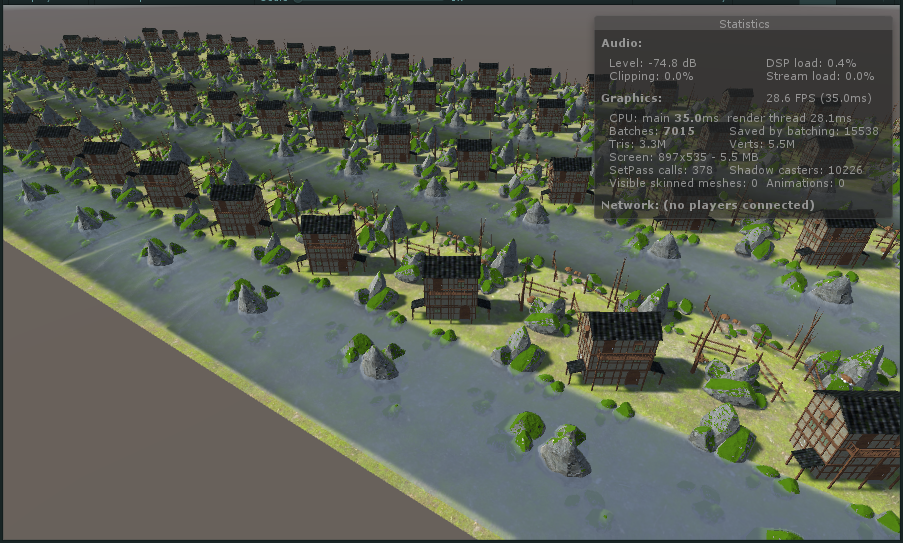 Statistics
Audio:
Level: -74.8 dB DSP load: 0.4%
Clipping: 0.0% Stream load: 0.0%
Graphics: 28.6 FPS (35.0ms)
CPU: main 35.0ms render thread 28.1ms
Batches: 7015 Saved by batching: 15538
Tris: 3.3M Verts: 5.5M
Screen: 897x535 - 5.5 MB
SetPass calls: 378 Shadow casters: 10226
Visible skinned meshes: 0 Animations: 0
Network: (no players connected)